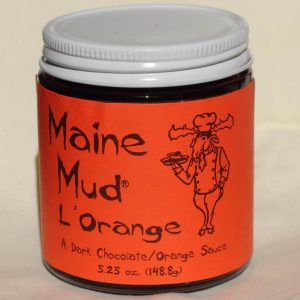 Maine
Mud®
L'Orange
A Dark Chocolate/Orange Sauce
5.25 oz. (148.8g)